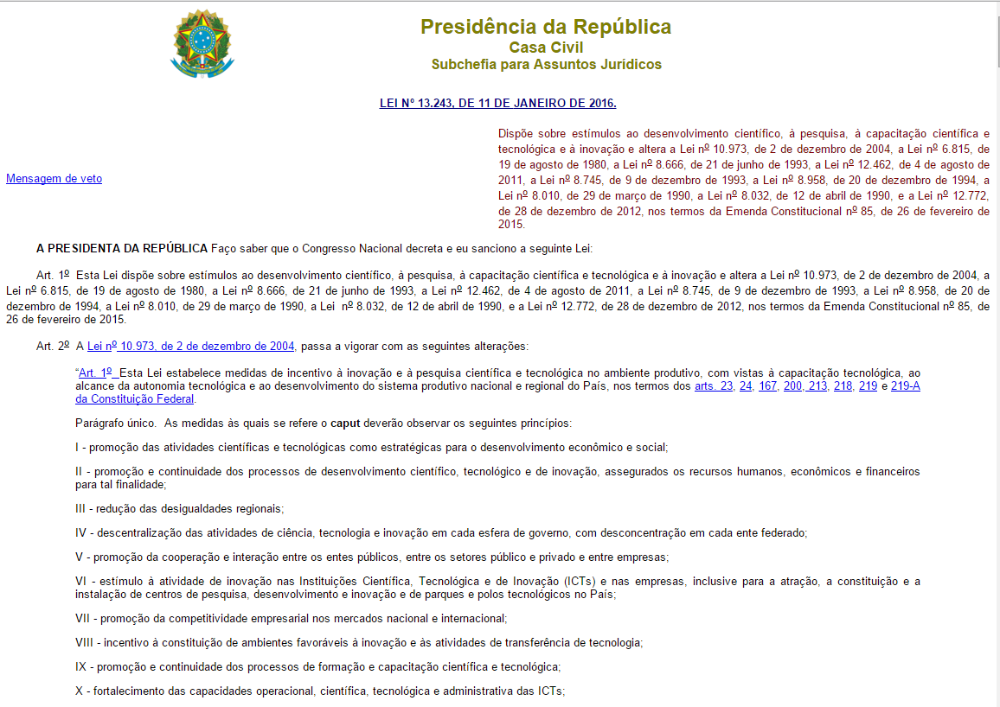 Presidência da República
Casa Civil
Subchefia para Assuntos Jurídicos
LEI Nº 13.243, DE 11 DE JANEIRO DE 2016.
Mensagem de veto
Dispõe sobre estímulos ao desenvolvimento científico, à pesquisa, à capacitação científica e
tecnológica e à inovação e altera a Lei nº 10.973, de 2 de dezembro de 2004, a Lei nº 6.815, de
19 de agosto de 1980, a Lei nº 8.666, de 21 de junho de 1993, a Lei nº 12.462, de 4 de agosto de
2011, a Lei nº 8.745, de 9 de dezembro de 1993, a Lei nº 8.958, de 20 de dezembro de 1994, a
Lei nº 8.010, de 29 de março de 1990, a Lei nº 8.032, de 12 de abril de 1990, e a Lei nº 12.772,
de 28 de dezembro de 2012, nos termos da Emenda Constitucional nº 85, de 26 de fevereiro de
2015.
A PRESIDENTA DA REPÚBLICA Faço saber que o Congresso Nacional decreta e eu sanciono a seguinte Lei:
Art. 1º Esta Lei dispõe sobre estímulos ao desenvolvimento científico, à pesquisa, à capacitação científica e tecnológica e à inovação e altera a Lei nº 10.973, de 2 de dezembro de 2004, a
Lei nº 6.815, de 19 de agosto de 1980, a Lei nº 8.666, de 21 de junho de 1993, a Lei nº 12.462, de 4 de agosto de 2011, a Lei nº 8.745, de 9 de dezembro de 1993, a Lei nº 8.958, de 20 de
dezembro de 1994, a Lei nº 8.010, de 29 de março de 1990, a Lei nº 8.032, de 12 de abril de 1990, e a Lei nº 12.772, de 28 de dezembro de 2012, nos termos da Emenda Constitucional nº 85, de
26 de fevereiro de 2015.
Art. 2º A Lei nº 10.973, de 2 de dezembro de 2004, passa a vigorar com as seguintes alterações:
“Art. 1º Esta Lei estabelece medidas de incentivo à inovação e à pesquisa científica e tecnológica no ambiente produtivo, com vistas à capacitação tecnológica, ao
alcance da autonomia tecnológica e ao desenvolvimento do sistema produtivo nacional e regional do País, nos termos dos arts. 23, 24, 167, 200, 213, 218, 219 e 219-A
da Constituição Federal.
Parágrafo único. As medidas às quais se refere o caput deverão observar os seguintes princípios:
I - promoção das atividades científicas e tecnológicas como estratégicas para o desenvolvimento econômico e social;
II - promoção e continuidade dos processos de desenvolvimento científico, tecnológico e de inovação, assegurados os recursos humanos, econômicos e financeiros
para tal finalidade;
III - redução das desigualdades regionais;
IV - descentralização das atividades de ciência, tecnologia e inovação em cada esfera de governo, com desconcentração em cada ente federado;
V - promoção da cooperação e interação entre os entes públicos, entre os setores público e privado e entre empresas;
VI - estímulo à atividade de inovação nas Instituições Científica, Tecnológica e de Inovação (ICTs) e nas empresas, inclusive para a atração, a constituição e a
instalação de centros de pesquisa, desenvolvimento e inovação e de parques e polos tecnológicos no País;
VII - promoção da competitividade empresarial nos mercados nacional e internacional;
VIII - incentivo à constituição de ambientes favoráveis à inovação e às atividades de transferência de tecnologia;
IX - promoção e continuidade dos processos de formação e capacitação científica e tecnológica;
X - fortalecimento das capacidades operacional, científica, tecnológica e administrativa das ICTs;